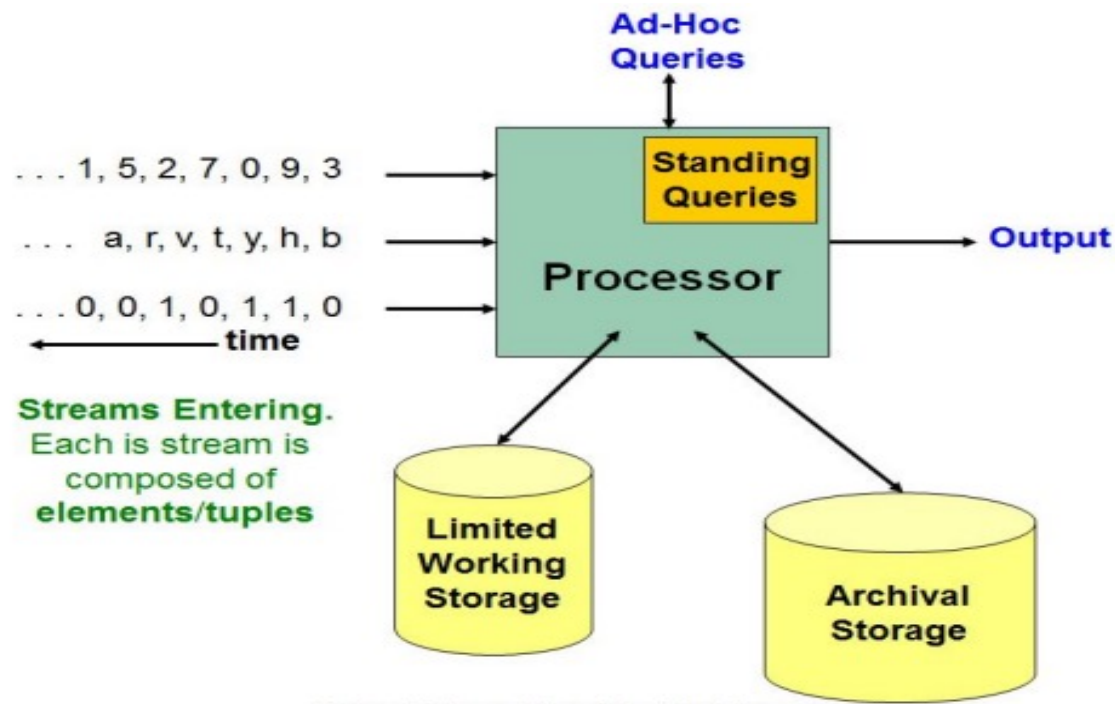 Ad-Hoc
Queries
. . . 1, 5, 2, 7, 0, 9, 3
. . . a, r, v, t, y, h, b
. . . 0, 0, 1, 0, 1, 1, 0
time
Standing
Queries
Processor
Output
Streams Entering.
Each is stream is
composed of
elements/tuples
Limited
Working
Storage
Archival
Storage